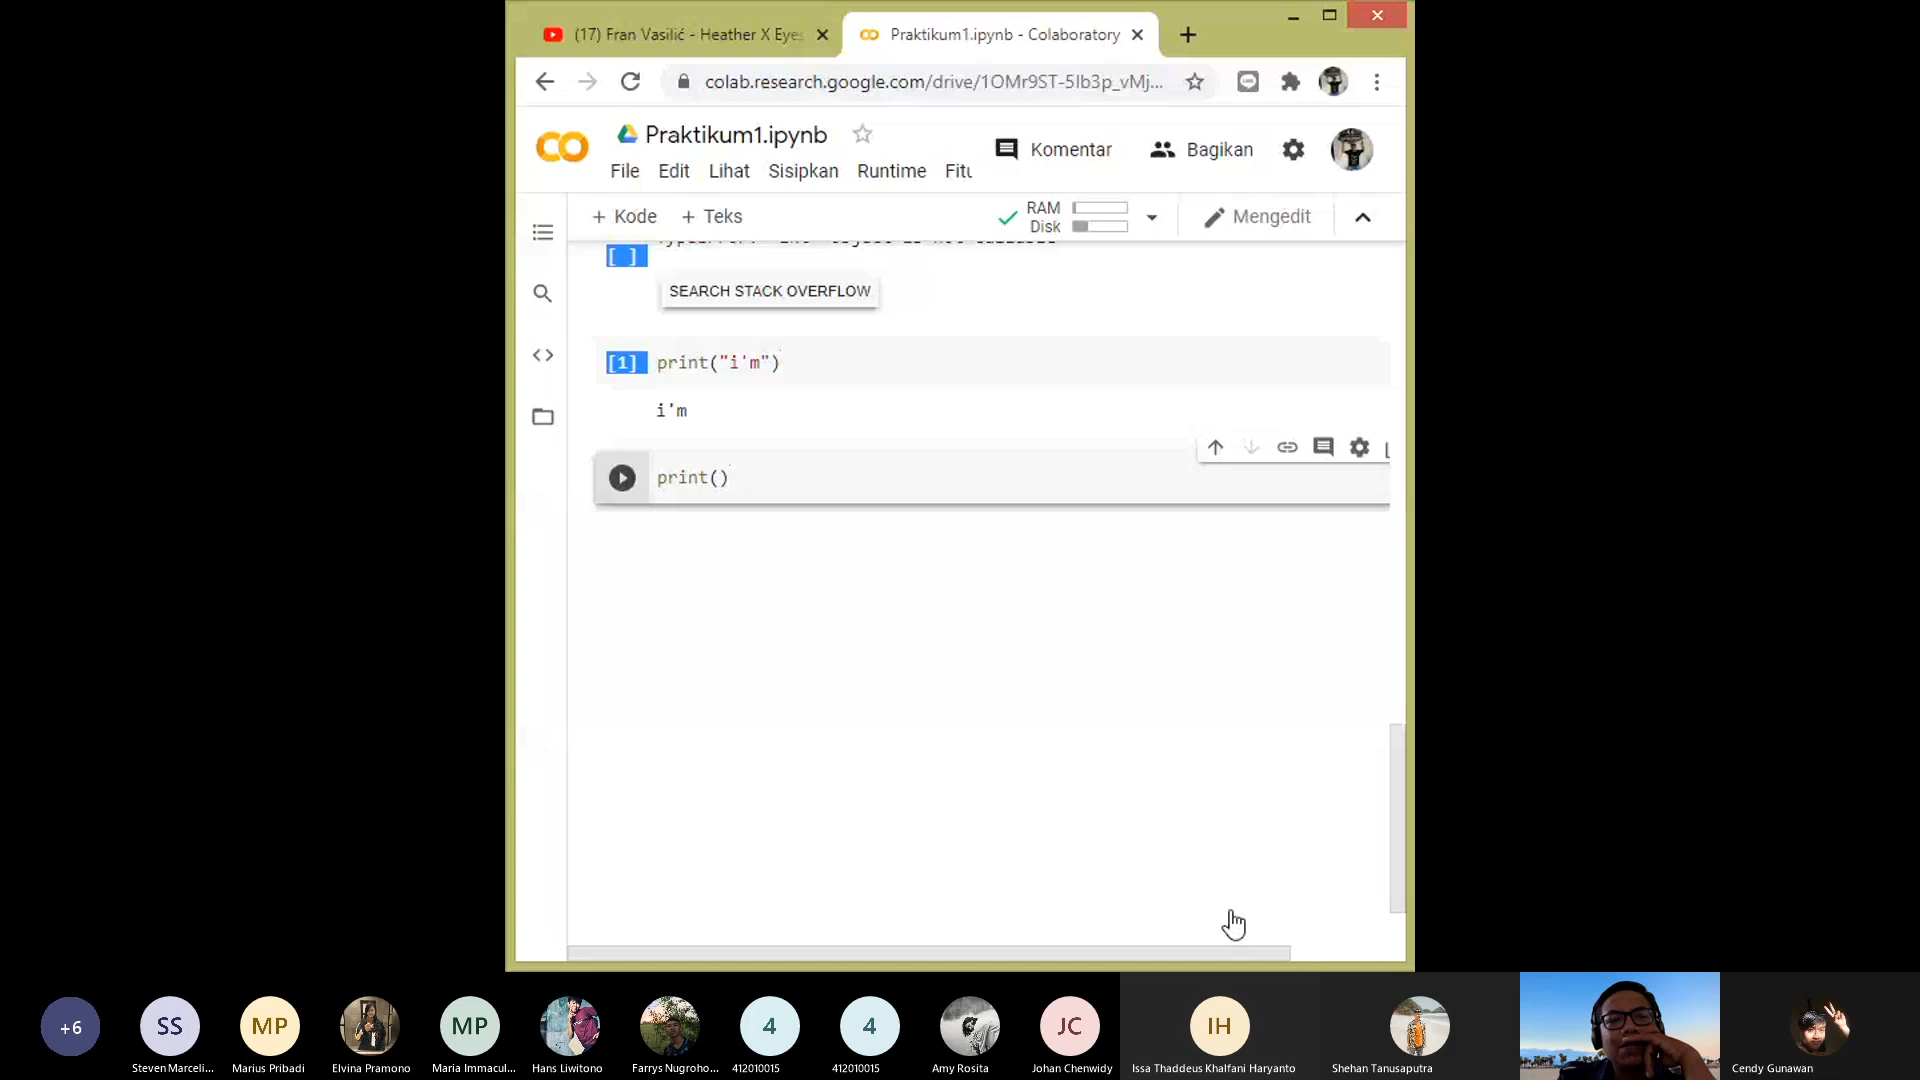 (17) Fran Vasilić - Heather X Eyes
Praktikum1.ipynb - Colaboratory
colab.research.google.com/drive/1OMr9ST-5Ib3p_vMj...
CO
Praktikum1.ipynb
Komentar
Bagikan
File
Edit
Lihat
Sisipkan
Runtime
Fitu
+ Kode
+ Teks
RAM
Disk
Mengedit
[ ]
SEARCH STACK OVERFLOW
[1]
print("i'm")
i'm
print()
+6
SS
MP
MP
4
4
JC
IH
Steven Marceli...
Marius Pribadi
Elvina Pramono
Maria Immacul...
Hans Liwitono
Farrys Nugroho...
412010015
412010015
Amy Rosita
Johan Chenwidy
Issa Thaddeus Khalfani Haryanto
Shehan Tanusaputra
Cendy Gunawan